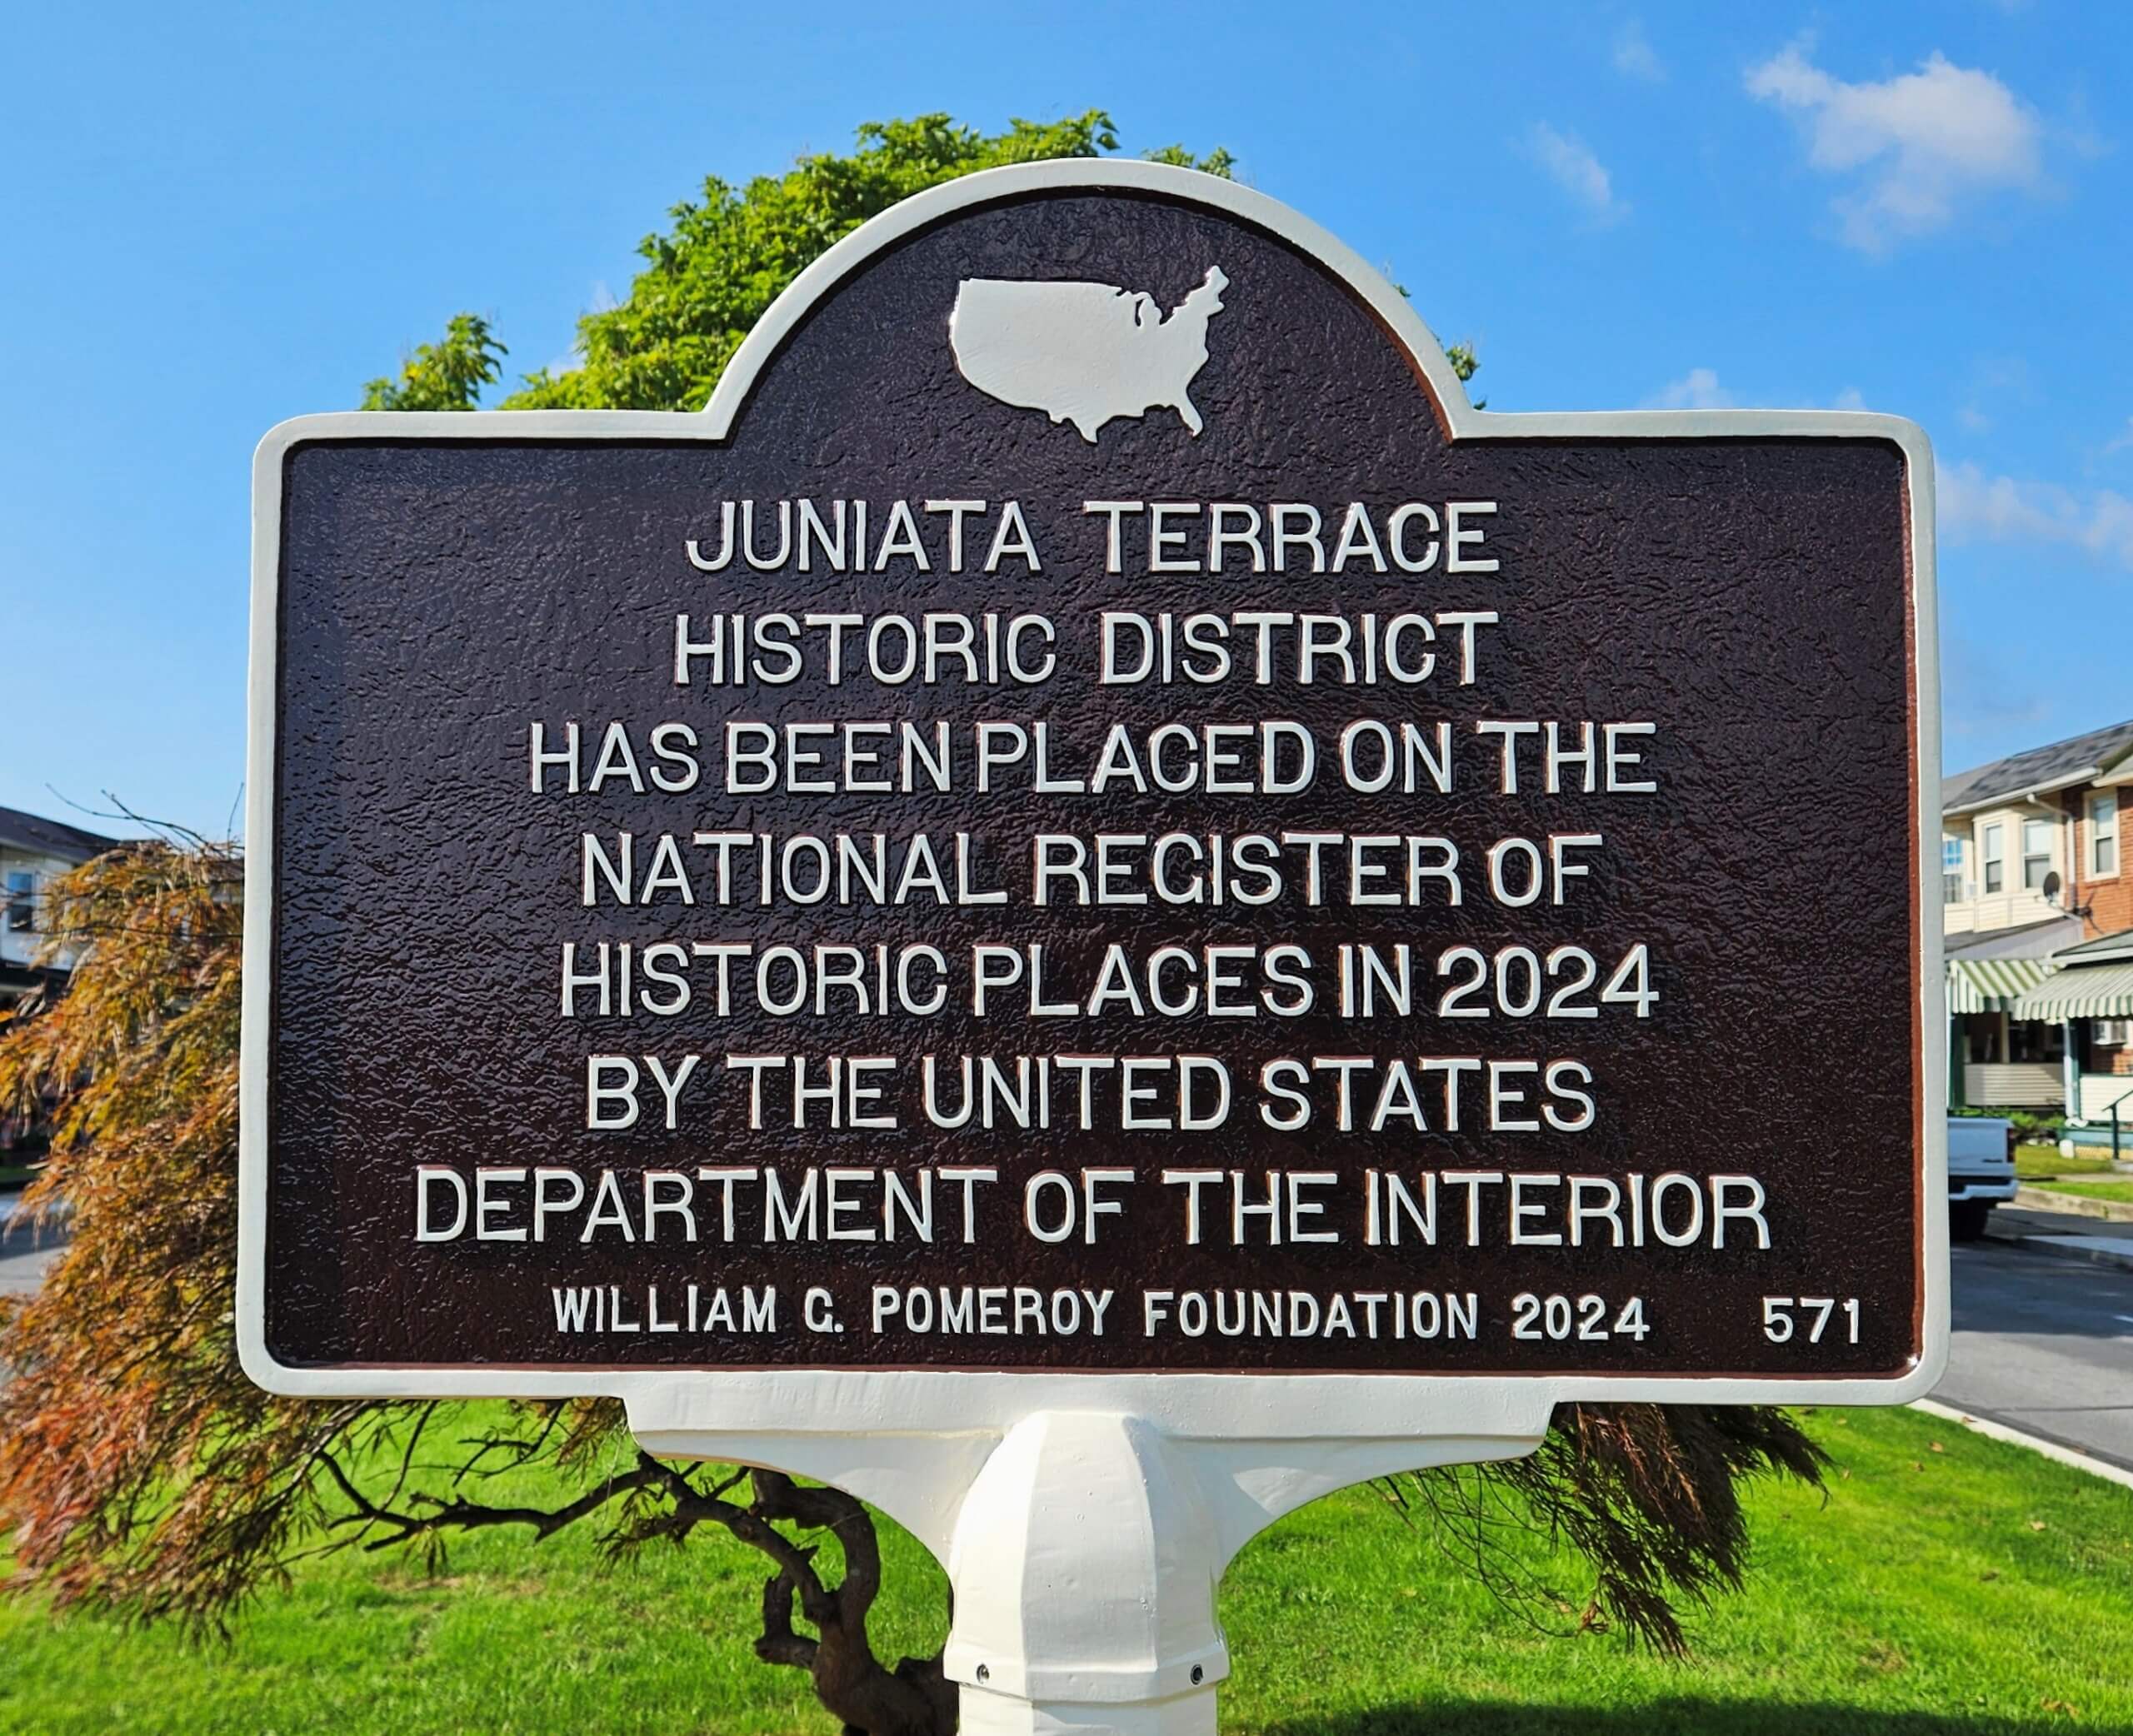 JUNIATA TERRACE
HISTORIC DISTRICT
HAS BEEN PLACED ON THE
NATIONAL REGISTER OF
HISTORIC PLACES IN 2024
BY THE UNITED STATES
DEPARTMENT OF THE INTERIOR
WILLIAM G. POMEROY FOUNDATION 2024 571